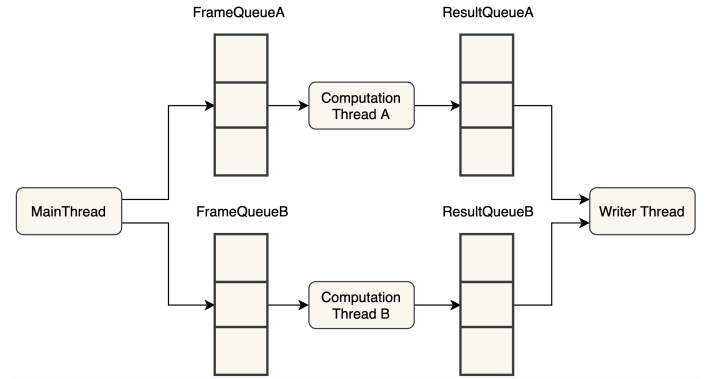 FrameQueueA
ResultQueueA
Computation
Thread A
MainThread
FrameQueueB
ResultQueueB
Writer Thread
Computation
Thread B